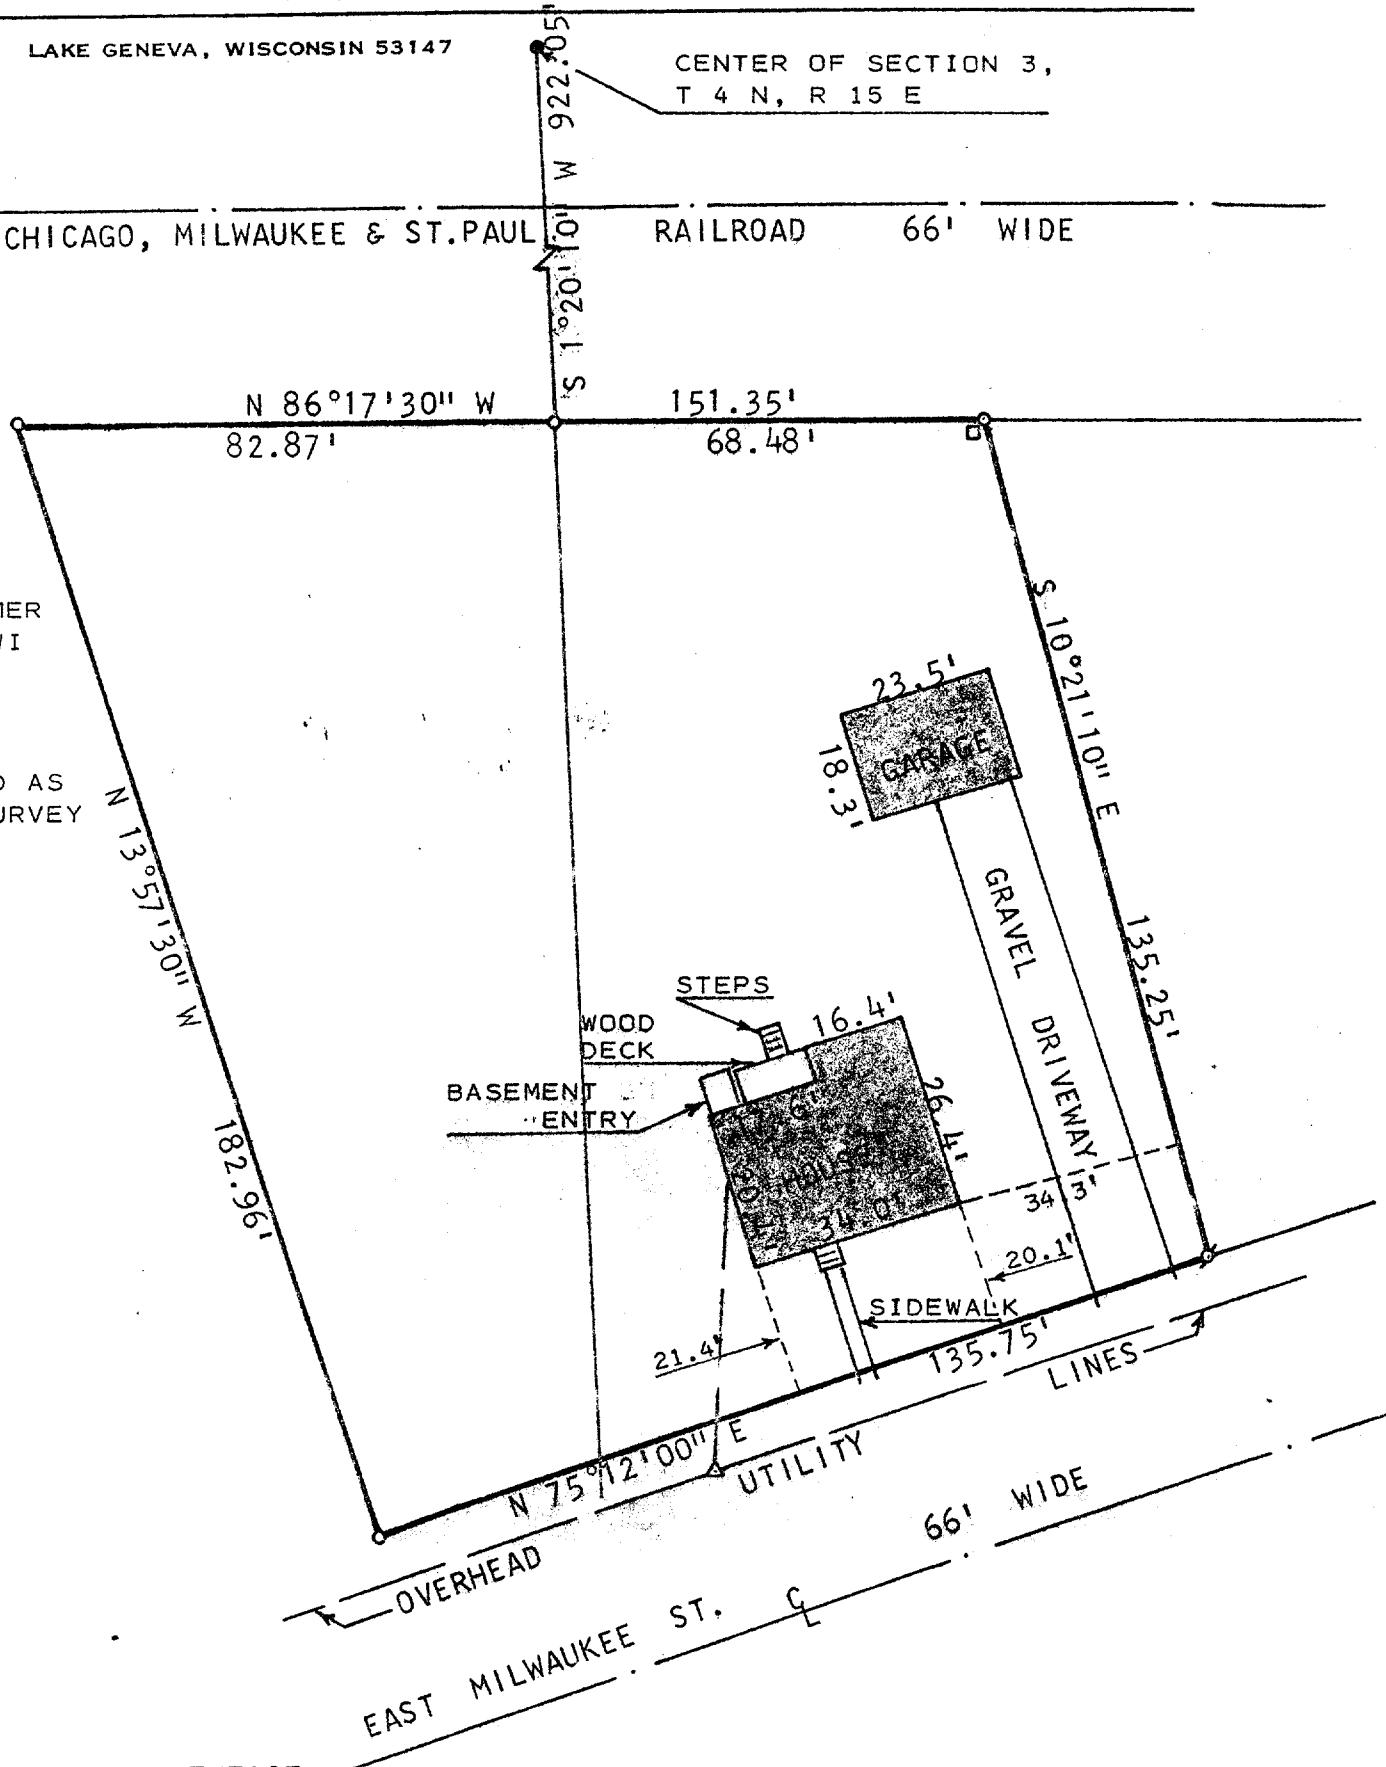 LAKE GENEVA, WISCONSIN 53147
CENTER OF SECTION 3,
T 4 N, R 15 E
S 1°20'10" W 922.05'
CHICAGO, MILWAUKEE & ST.PAUL RAILROAD 66' WIDE
N 86°17'30" W 151.35'
82.87' 68.48'
WI
AS
S 10°21'10" E 135.25'
23.5'
18.3'
GARAGE
N 13°57'30" W 182.96'
GRAVEL DRIVEWAY
STEPS
WOOD
DECK
16.4'
BASEMENT
ENTRY
26.4'
HOUSE
34.0'
34.3'
20.1'
SIDEWALK
21.4'
N 75°12'00" E 135.75'
OVERHEAD UTILITY LINES
66' WIDE
EAST MILWAUKEE ST. CL